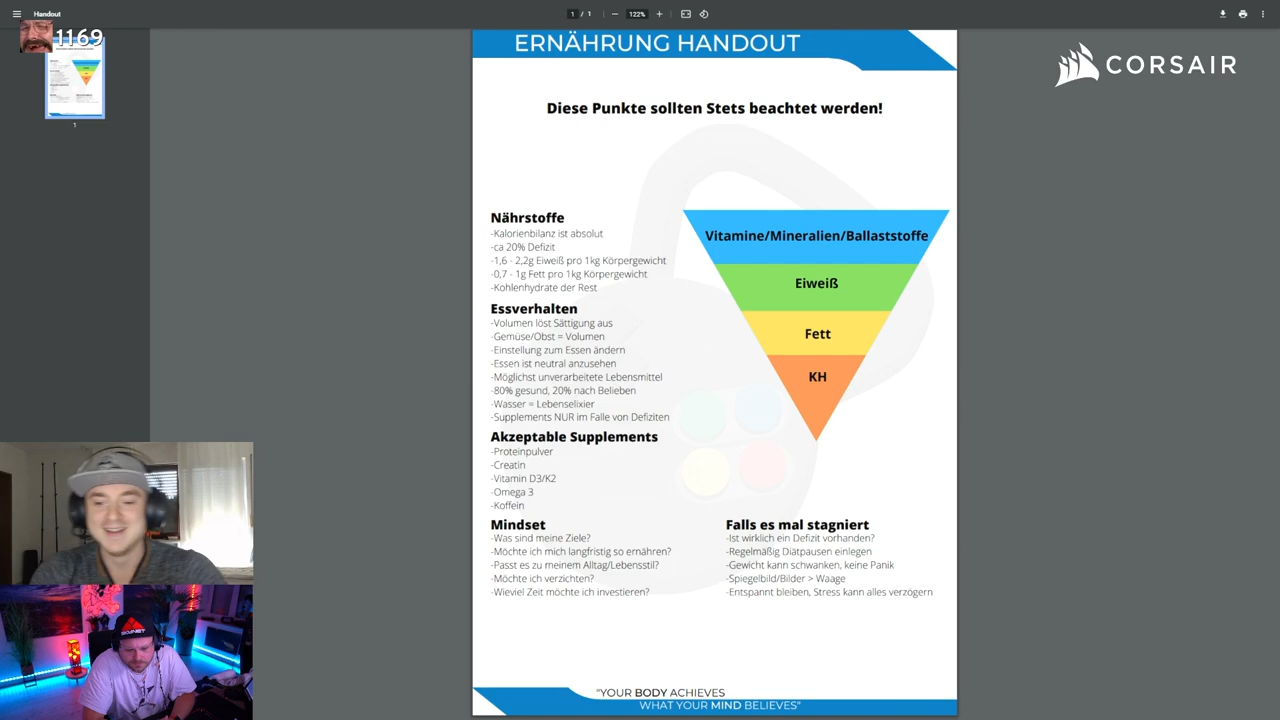 Handout
1 / 1
122%
1169
1
CORSAIR
ERNÄHRUNG HANDOUT
Diese Punkte sollten Stets beachtet werden!
Nährstoffe
-Kalorienbilanz ist absolut
-ca 20% Defizit
-1,6 - 2,2g Eiweiß pro 1kg Körpergewicht
-0,7 - 1g Fett pro 1kg Körpergewicht
-Kohlenhydrate der Rest
Vitamine/Mineralien/Ballaststoffe
Eiweiß
Fett
KH
Essverhalten
-Volumen löst Sättigung aus
-Gemüse/Obst = Volumen
-Einstellung zum Essen ändern
-Essen ist neutral anzusehen
-Möglichst unverarbeitete Lebensmittel
-80% gesund, 20% nach Belieben
-Wasser = Lebenselixier
-Supplements NUR im Falle von Defiziten
Akzeptable Supplements
-Proteinpulver
-Creatin
-Vitamin D3/K2
-Omega 3
-Koffein
Mindset
-Was sind meine Ziele?
-Möchte ich mich langfristig so ernähren?
-Passt es zu meinem Alltag/Lebensstil?
-Möchte ich verzichten?
-Wieviel Zeit möchte ich investieren?
Falls es mal stagniert
-Ist wirklich ein Defizit vorhanden?
-Regelmäßig Diätpausen einlegen
-Gewicht kann schwanken, keine Panik
-Spiegelbild/Bilder > Waage
-Entspannt bleiben, Stress kann alles verzögern
"YOUR BODY ACHIEVES
WHAT YOUR MIND BELIEVES"